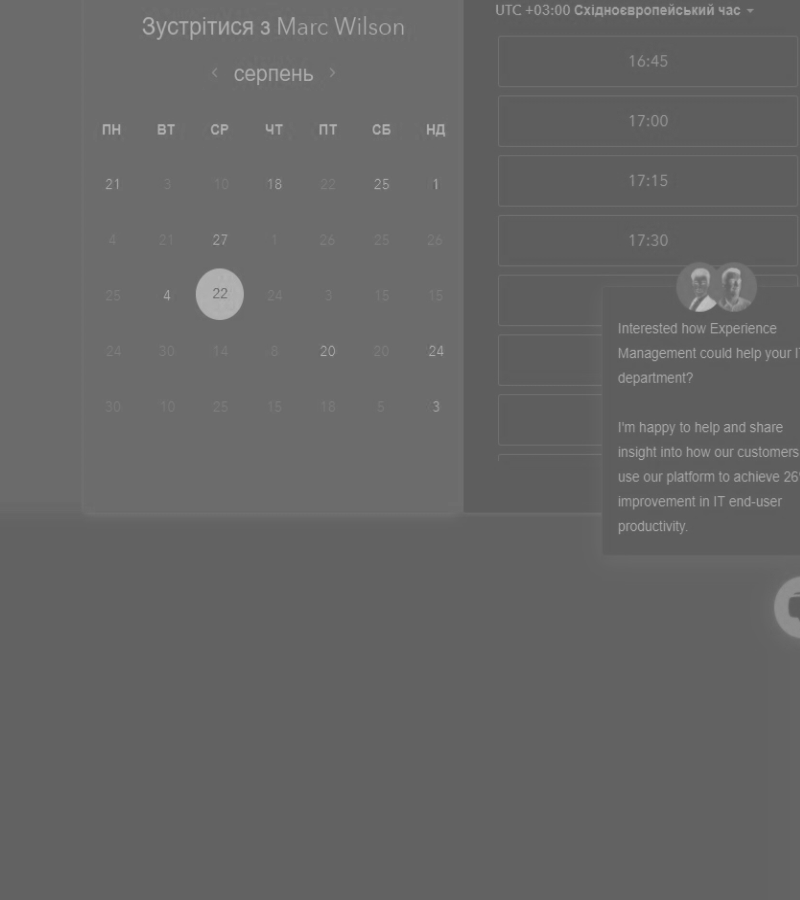 Зустрітися з Marc Wilson
серпень
ПН ВТ СР ЧТ ПТ СБ НД
21 3 10 18 22 25 1
4 21 27 1 26 25 26
25 4 22 24 3 15 15
24 30 14 8 20 20 24
30 10 25 15 18 5 3
UTC +03:00 Східноєвропейський час
16:45
17:00
17:15
17:30
Interested how Experience
Management could help your
department?
I'm happy to help and share
insight into how our customers
use our platform to achieve
improvement in IT end-user
productivity.